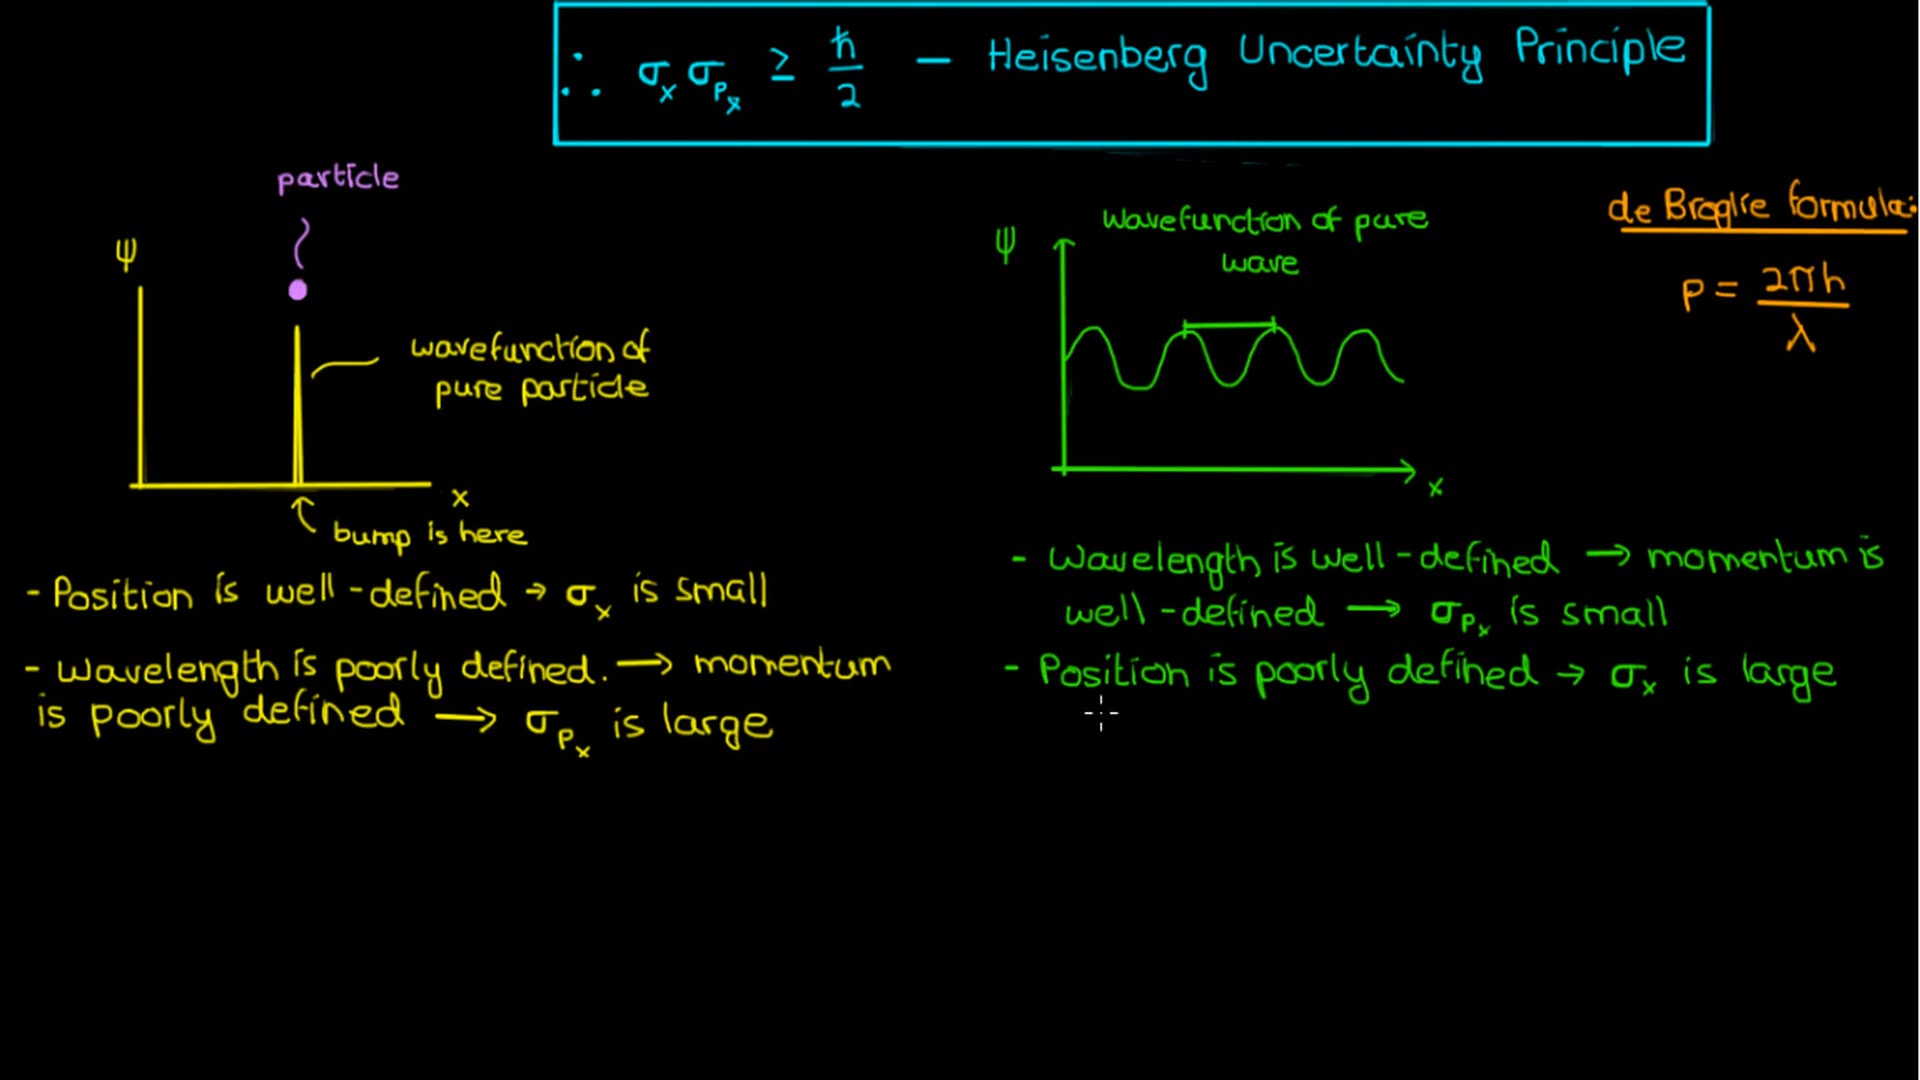 ∴ σₓ σₚₓ ≥ ħ/2 — Heisenberg Uncertainty Principle
particle
ψ
wavefunction of
pure particle
x
bump is here
- Position is well-defined → σₓ is small
- wavelength is poorly defined. → momentum
is poorly defined → σₚₓ is large
wavefunction of pure
wave
ψ
x
de Broglie formula:
p = 2πh/λ
- Wavelength is well-defined → momentum is
well-defined → σₚₓ is small
- Position is poorly defined → σₓ is large